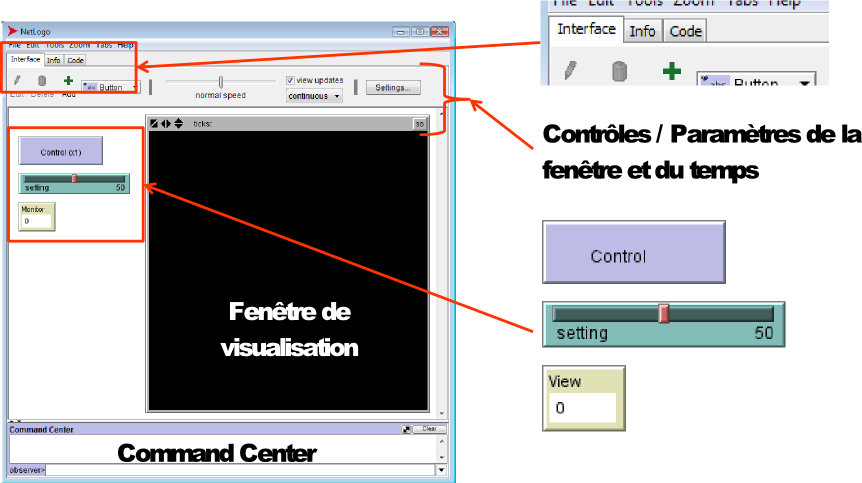 NetLogo
File Edit Tools Zoom Tabs Help
Interface Info Code
Edit Delete Add
abc Button
normal speed
view updates
continuous
Settings...
ticks:
3D
Control (x1)
setting 50
Monitor
0
Fenêtre de
visualisation
Command Center
Clear
Command Center
observer>
File Edit Tools Zoom Tabs Help
Interface Info Code
abc Button
Contrôles / Paramètres de la
fenêtre et du temps
Control
setting 50
View
0